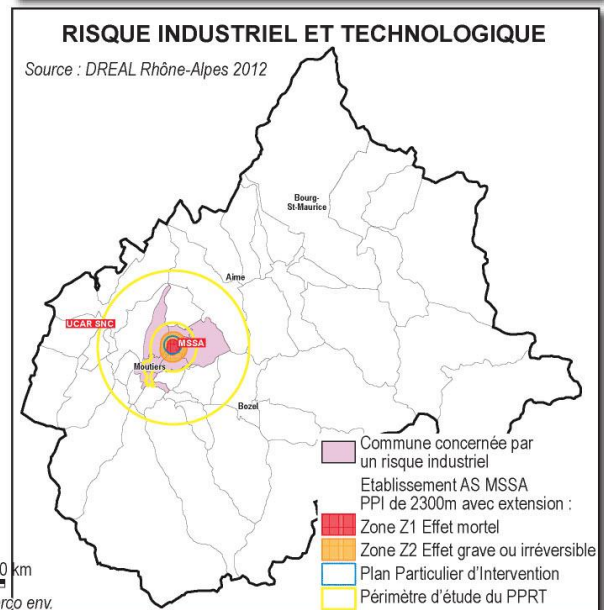 RISQUE INDUSTRIEL ET TECHNOLOGIQUE
Source : DREAL Rhône-Alpes 2012
Bourg-
St-Maurice
Aime
UCAR SNC
MSSA
Moutiers
Bozel
Commune concernée par
un risque industriel
Etablissement AS MSSA
PPI de 2300m avec extension :
Zone Z1 Effet mortel
Zone Z2 Effet grave ou irréversible
Plan Particulier d'Intervention
Périmètre d'étude du PPRT
0 km
env.